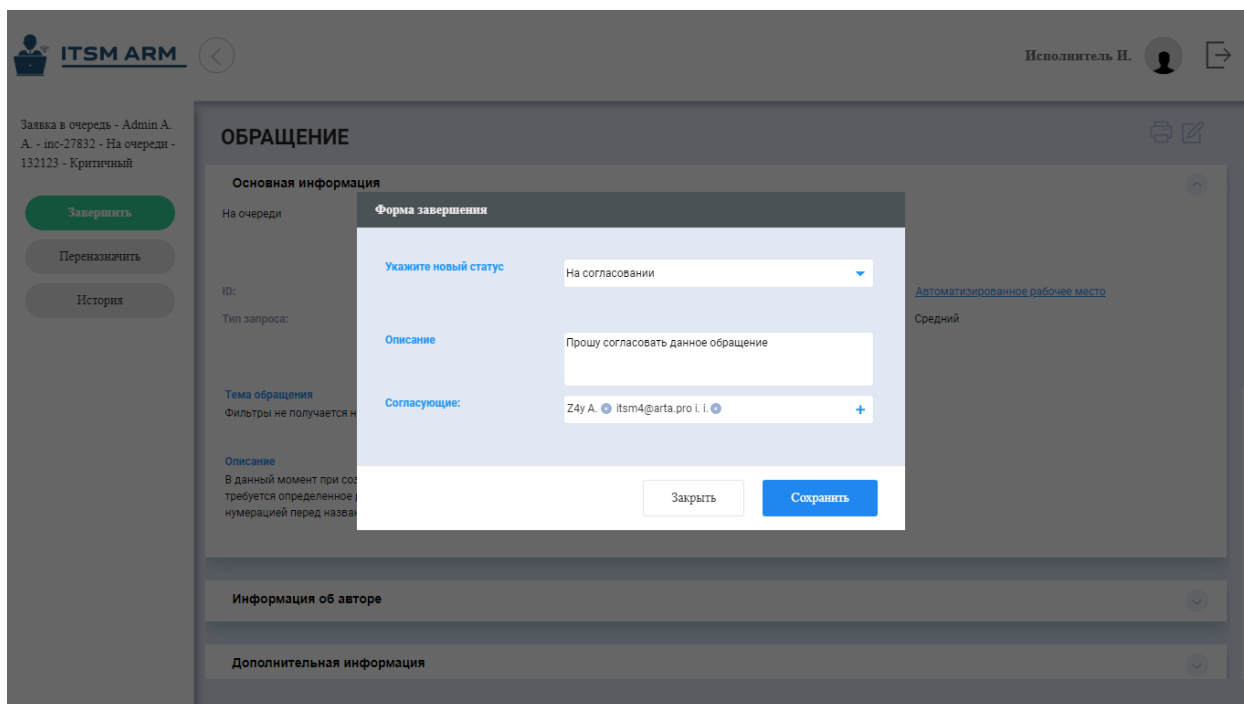 ITSM ARM
Исполнитель И.
Заявка в очередь - Admin A.
A. - inc-27832 - На очереди -
132123 - Критичный
Завершить
Переназначить
История
ОБРАЩЕНИЕ
Основная информация
На очереди
ID:
Автоматизированное рабочее место
Тип запроса:
Средний
Тема обращения
Фильтры не получается н
Описание
В данный момент при соз
требуется определенное
нумерацией перед назва
Форма завершения
Укажите новый статус
На согласовании
Описание
Прошу согласовать данное обращение
Согласующие:
Z4y A. itsm4@arta.pro i. i.
Закрыть
Сохранить
Информация об авторе
Дополнительная информация